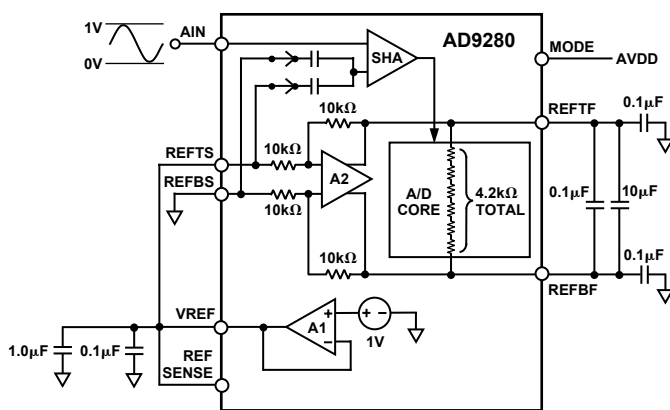 1V
0V
AIN
AD9280
SHA
MODE
AVDD
REFTF
0.1µF
10kΩ
REFTS
10kΩ
REFBS
10kΩ
A2
A/D
CORE
4.2kΩ
TOTAL
0.1µF
10µF
10kΩ
0.1µF
REFBF
VREF
A1
+
–
+ –
1V
1.0µF
0.1µF
REF
SENSE